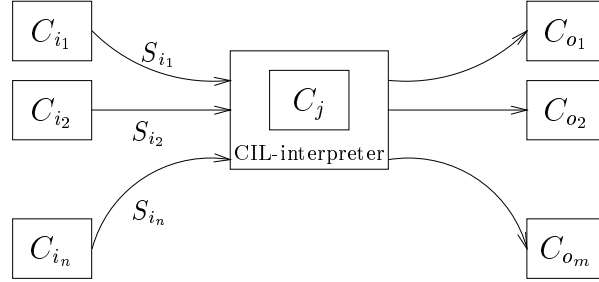 C_{i_1}
S_{i_1}
C_{o_1}
C_{i_2}
S_{i_2}
C_j
C_{o_2}
CIL-interpreter
S_{i_n}
C_{i_n}
C_{o_m}